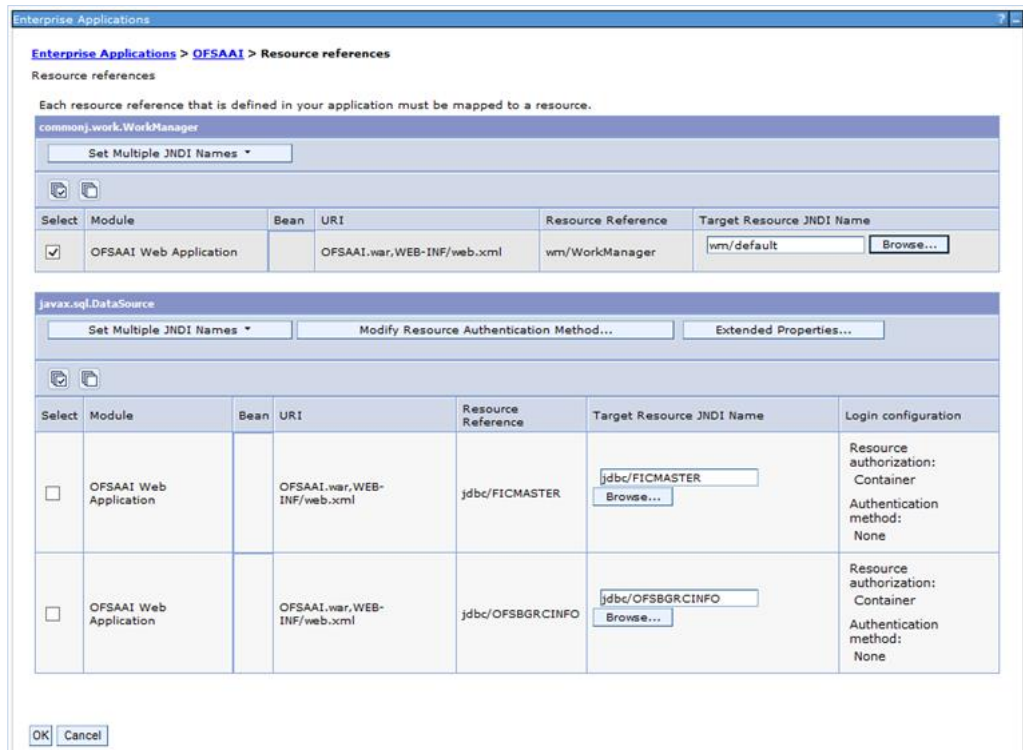 Enterprise Applications
? –
Enterprise Applications > OFSAAI > Resource references
Resource references
Each resource reference that is defined in your application must be mapped to a resource.
commonj.work.WorkManager
Set Multiple JNDI Names
Select Module Bean URI Resource Reference Target Resource JNDI Name
OFSAAI Web Application OFSAAI.war,WEB-INF/web.xml wm/WorkManager wm/default Browse...
javax.sql.DataSource
Set Multiple JNDI Names Modify Resource Authentication Method... Extended Properties...
Select Module Bean URI Resource Reference Target Resource JNDI Name Login configuration
OFSAAI Web
Application
OFSAAI.war,WEB-
INF/web.xml
jdbc/FICMASTER
jdbc/FICMASTER
Browse...
Resource
authorization:
Container
Authentication
method:
None
OFSAAI Web
Application
OFSAAI.war,WEB-
INF/web.xml
jdbc/OFSBGRCINFO
jdbc/OFSBGRCINFO
Browse...
Resource
authorization:
Container
Authentication
method:
None
OK Cancel